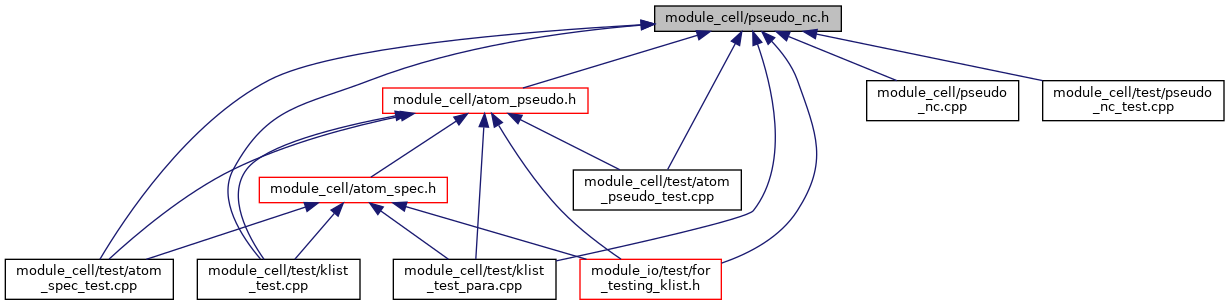 module_cell/pseudo_nc.h
module_cell/atom_pseudo.h
module_cell/pseudo
_nc.cpp
module_cell/test/pseudo
_nc_test.cpp
module_cell/atom_spec.h
module_cell/test/atom
_pseudo_test.cpp
module_cell/test/atom
_spec_test.cpp
module_cell/test/klist
_test.cpp
module_cell/test/klist
_test_para.cpp
module_io/test/for
_testing_klist.h